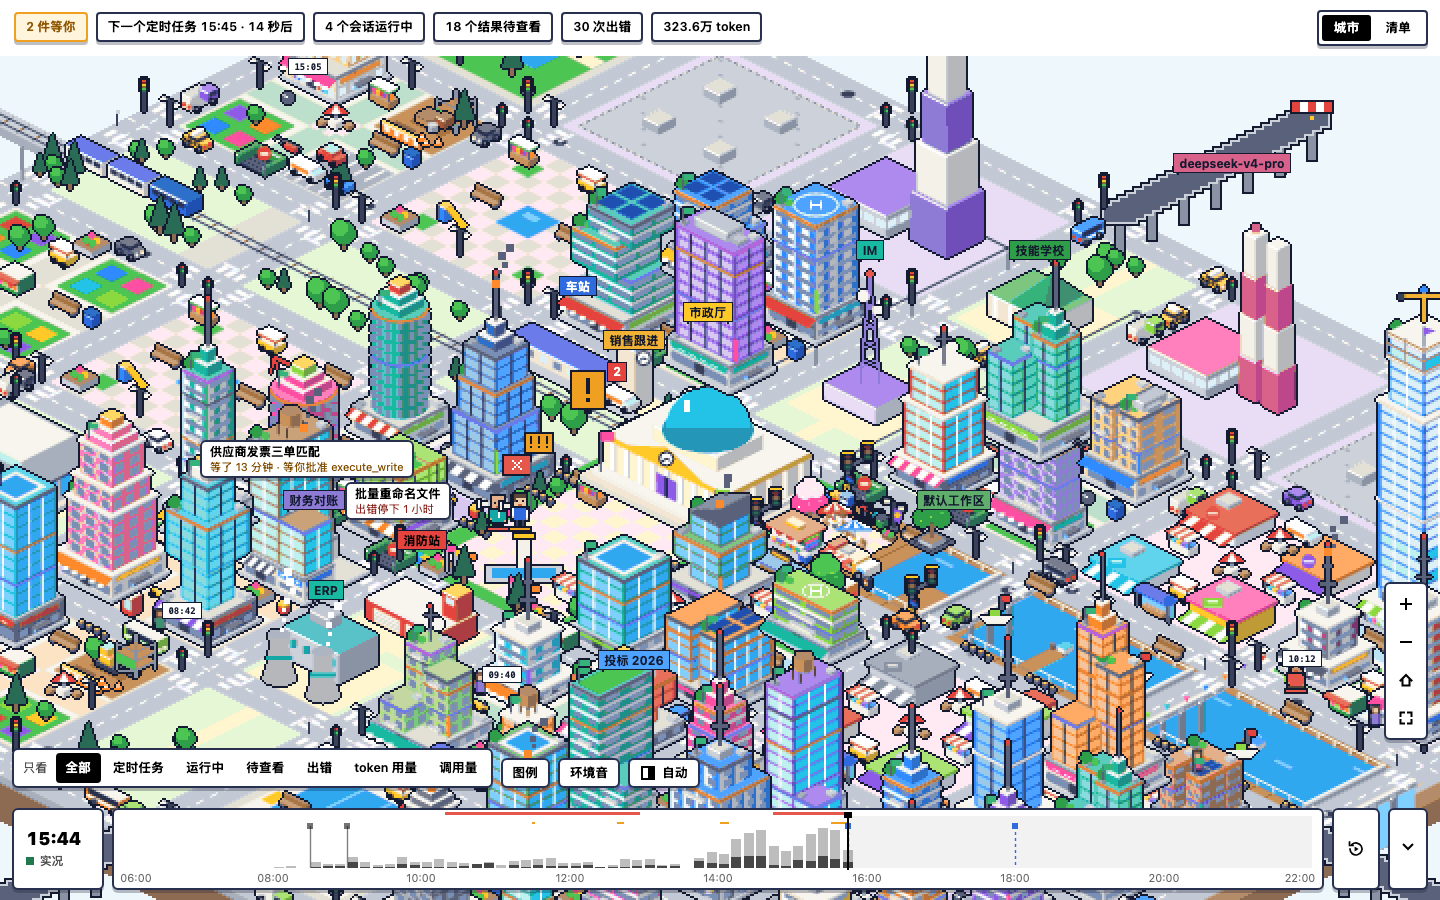 2 件等你
下一个定时任务 15:45 · 14 秒后
4 个会话运行中
18 个结果待查看
30 次出错
323.6万 token
城市
清单
15:05
deepseek-v4-pro
IM
技能学校
车站
市政厅
销售跟进
2
!
供应商发票三单匹配
等了 13 分钟 · 等你批准 execute_write
财务对账
批量重命名文件
出错停下 1 小时
默认工作区
消防站
ERP
08:42
09:40
投标 2026
10:12
H
H
只看
全部
定时任务
运行中
待查看
出错
token 用量
调用量
图例
环境音
自动
15:44
实况
06:00
08:00
10:00
12:00
14:00
16:00
18:00
20:00
22:00